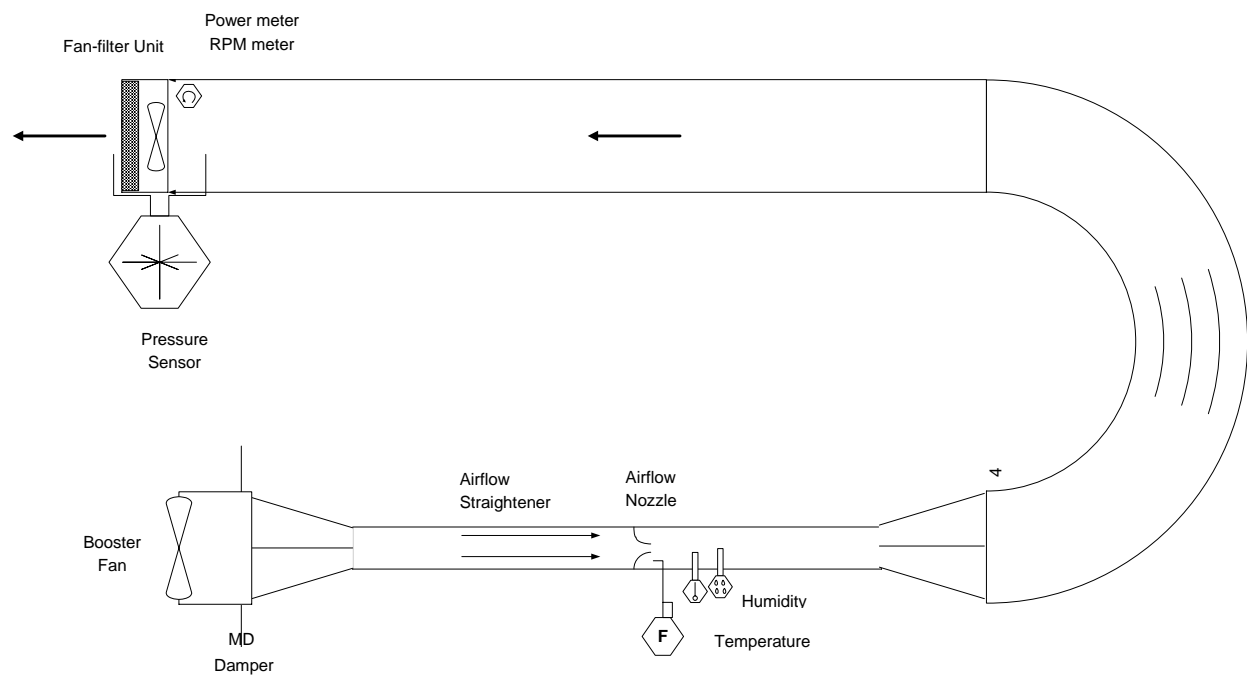 Power meter
RPM meter
Fan-filter Unit
Pressure
Sensor
4
Airflow
Straightener
Airflow
Nozzle
Booster
Fan
Humidity
F
Temperature
MD
Damper